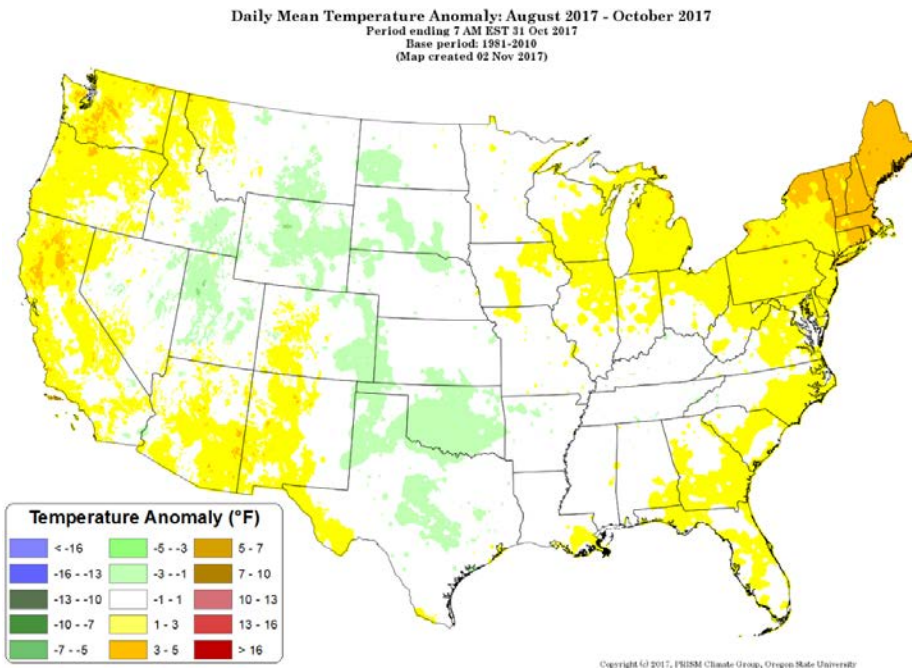 Daily Mean Temperature Anomaly: August 2017 - October 2017
Period ending 7 AM EST 31 Oct 2017
Base period: 1981-2010
(Map created 02 Nov 2017)
Temperature Anomaly (°F)
< -16
-16 - -13
-13 - -10
-10 - -7
-7 - -5
-5 - -3
-3 - -1
-1 - 1
1 - 3
3 - 5
5 - 7
7 - 10
10 - 13
13 - 16
> 16
Copyright (c) 2017, PRISM Climate Group, Oregon State University